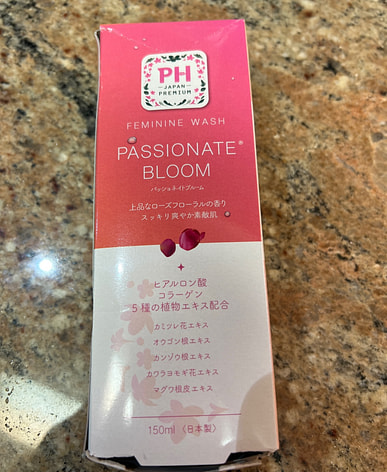 PH
JAPAN
PREMIUM
FEMININE WASH
PASSIONATE®
BLOOM
パッショネイトブルーム
上品なローズフローラルの香り
スッキリ爽やか素敵肌
ヒアルロン酸
コラーゲン
5種の植物エキス配合
カミツレ花エキス
オウゴン根エキス
カンゾウ根エキス
カワラヨモギ花エキス
マグワ根皮エキス
150ml〈日本製〉